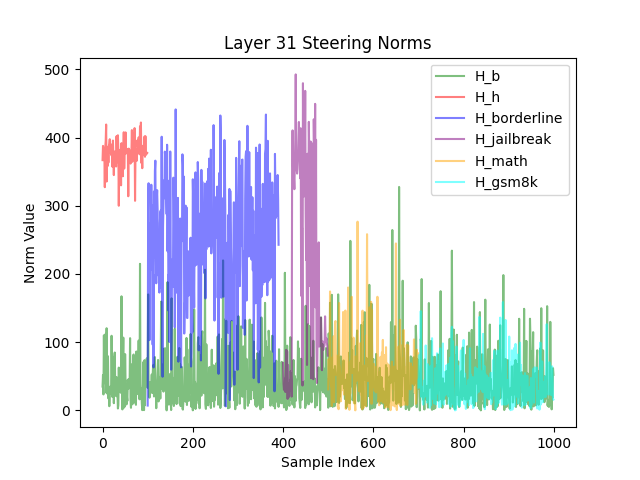 Layer 31 Steering Norms
500
400
300
200
100
0
Norm Value
0
200
400
600
800
1000
Sample Index
H_b
H_h
H_borderline
H_jailbreak
H_math
H_gsm8k